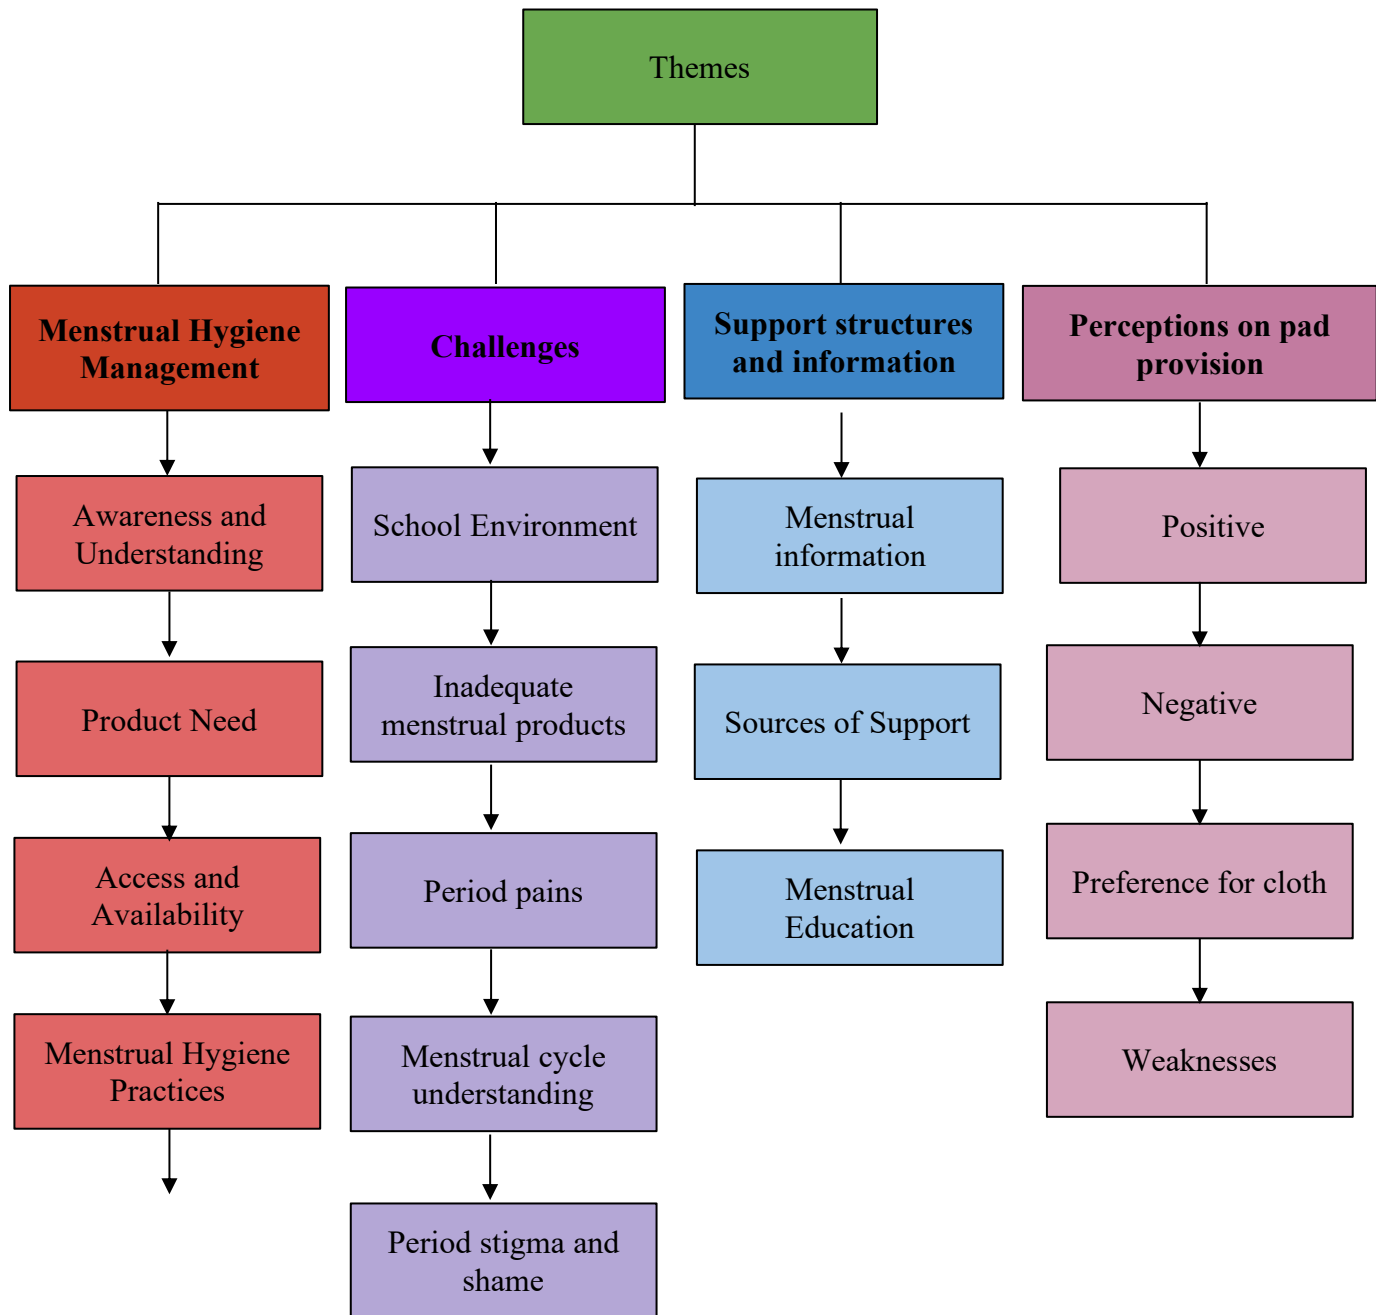 Themes
Menstrual Hygiene
Management
Challenges
Support structures
and information
Perceptions on pad
provision
Awareness and
Understanding
Product Need
Access and
Availability
Menstrual Hygiene
Practices
School Environment
Inadequate
menstrual products
Period pains
Menstrual cycle
understanding
Period stigma and
shame
Menstrual
information
Sources of Support
Menstrual
Education
Positive
Negative
Preference for cloth
Weaknesses